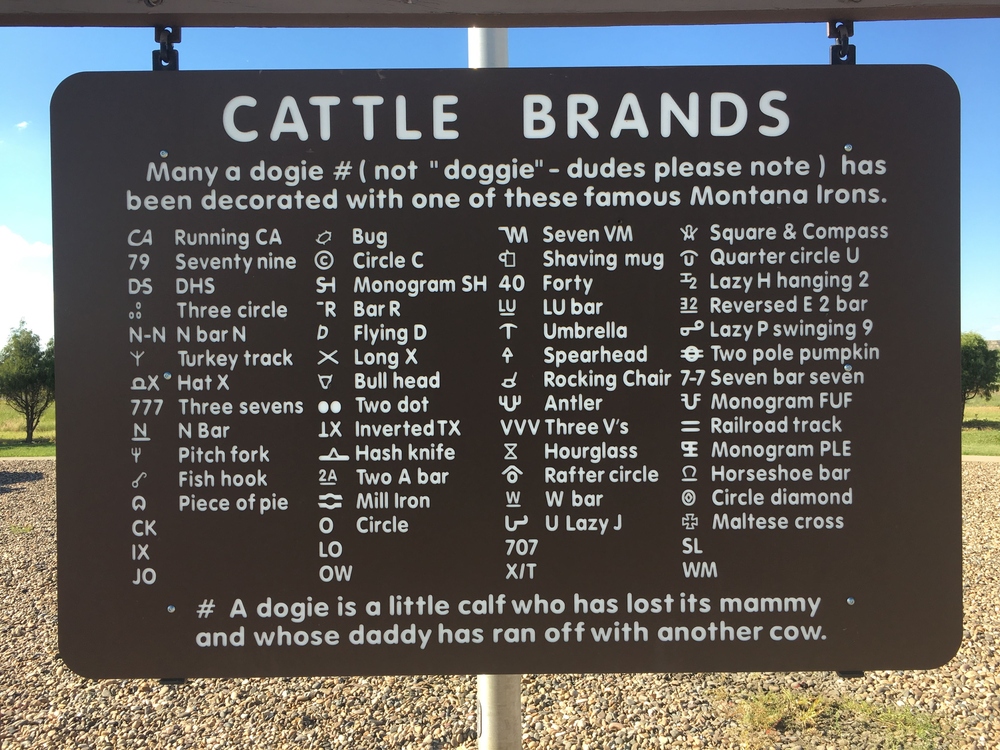 CATTLE BRANDS
Many a dogie # ( not "doggie" - dudes please note ) has
been decorated with one of these famous Montana Irons.
CA Running CA
79 Seventy nine
DS DHS
Three circle
N-N N bar N
Turkey track
X Hat X
777 Three sevens
N N Bar
Pitch fork
Fish hook
Piece of pie
CK
IX
JO
Bug
© Circle C
SH Monogram SH
R Bar R
D Flying D
Long X
Bull head
Two dot
TX Inverted TX
Hash knife
2A Two A bar
Mill Iron
O Circle
LO
OW
Seven VM
Shaving mug
40 Forty
LU LU bar
Umbrella
Spearhead
Rocking Chair
Antler
VVV Three V's
Hourglass
Rafter circle
W W bar
U Lazy J
707
X/T
Square & Compass
Quarter circle U
Lazy H hanging 2
Reversed E 2 bar
Lazy P swinging 9
Two pole pumpkin
7-7 Seven bar seven
Monogram FUF
Railroad track
Monogram PLE
Horseshoe bar
Circle diamond
Maltese cross
SL
WM
# A dogie is a little calf who has lost its mammy
and whose daddy has ran off with another cow.